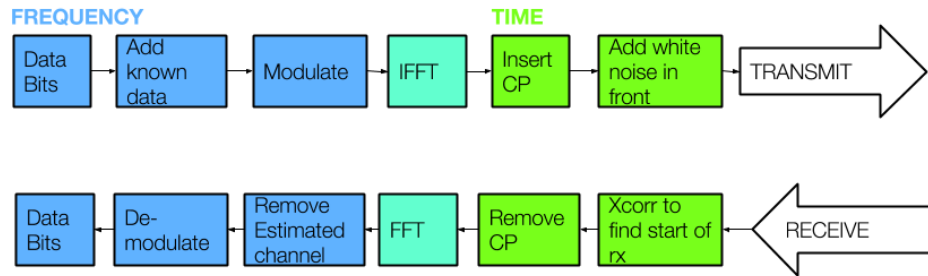 FREQUENCY
TIME
Data
Bits
Add
known
data
Modulate
IFFT
Insert
CP
Add white
noise in
front
TRANSMIT
Data
Bits
De-
modulate
Remove
Estimated
channel
FFT
Remove
CP
Xcorr to
find start of
rx
RECEIVE